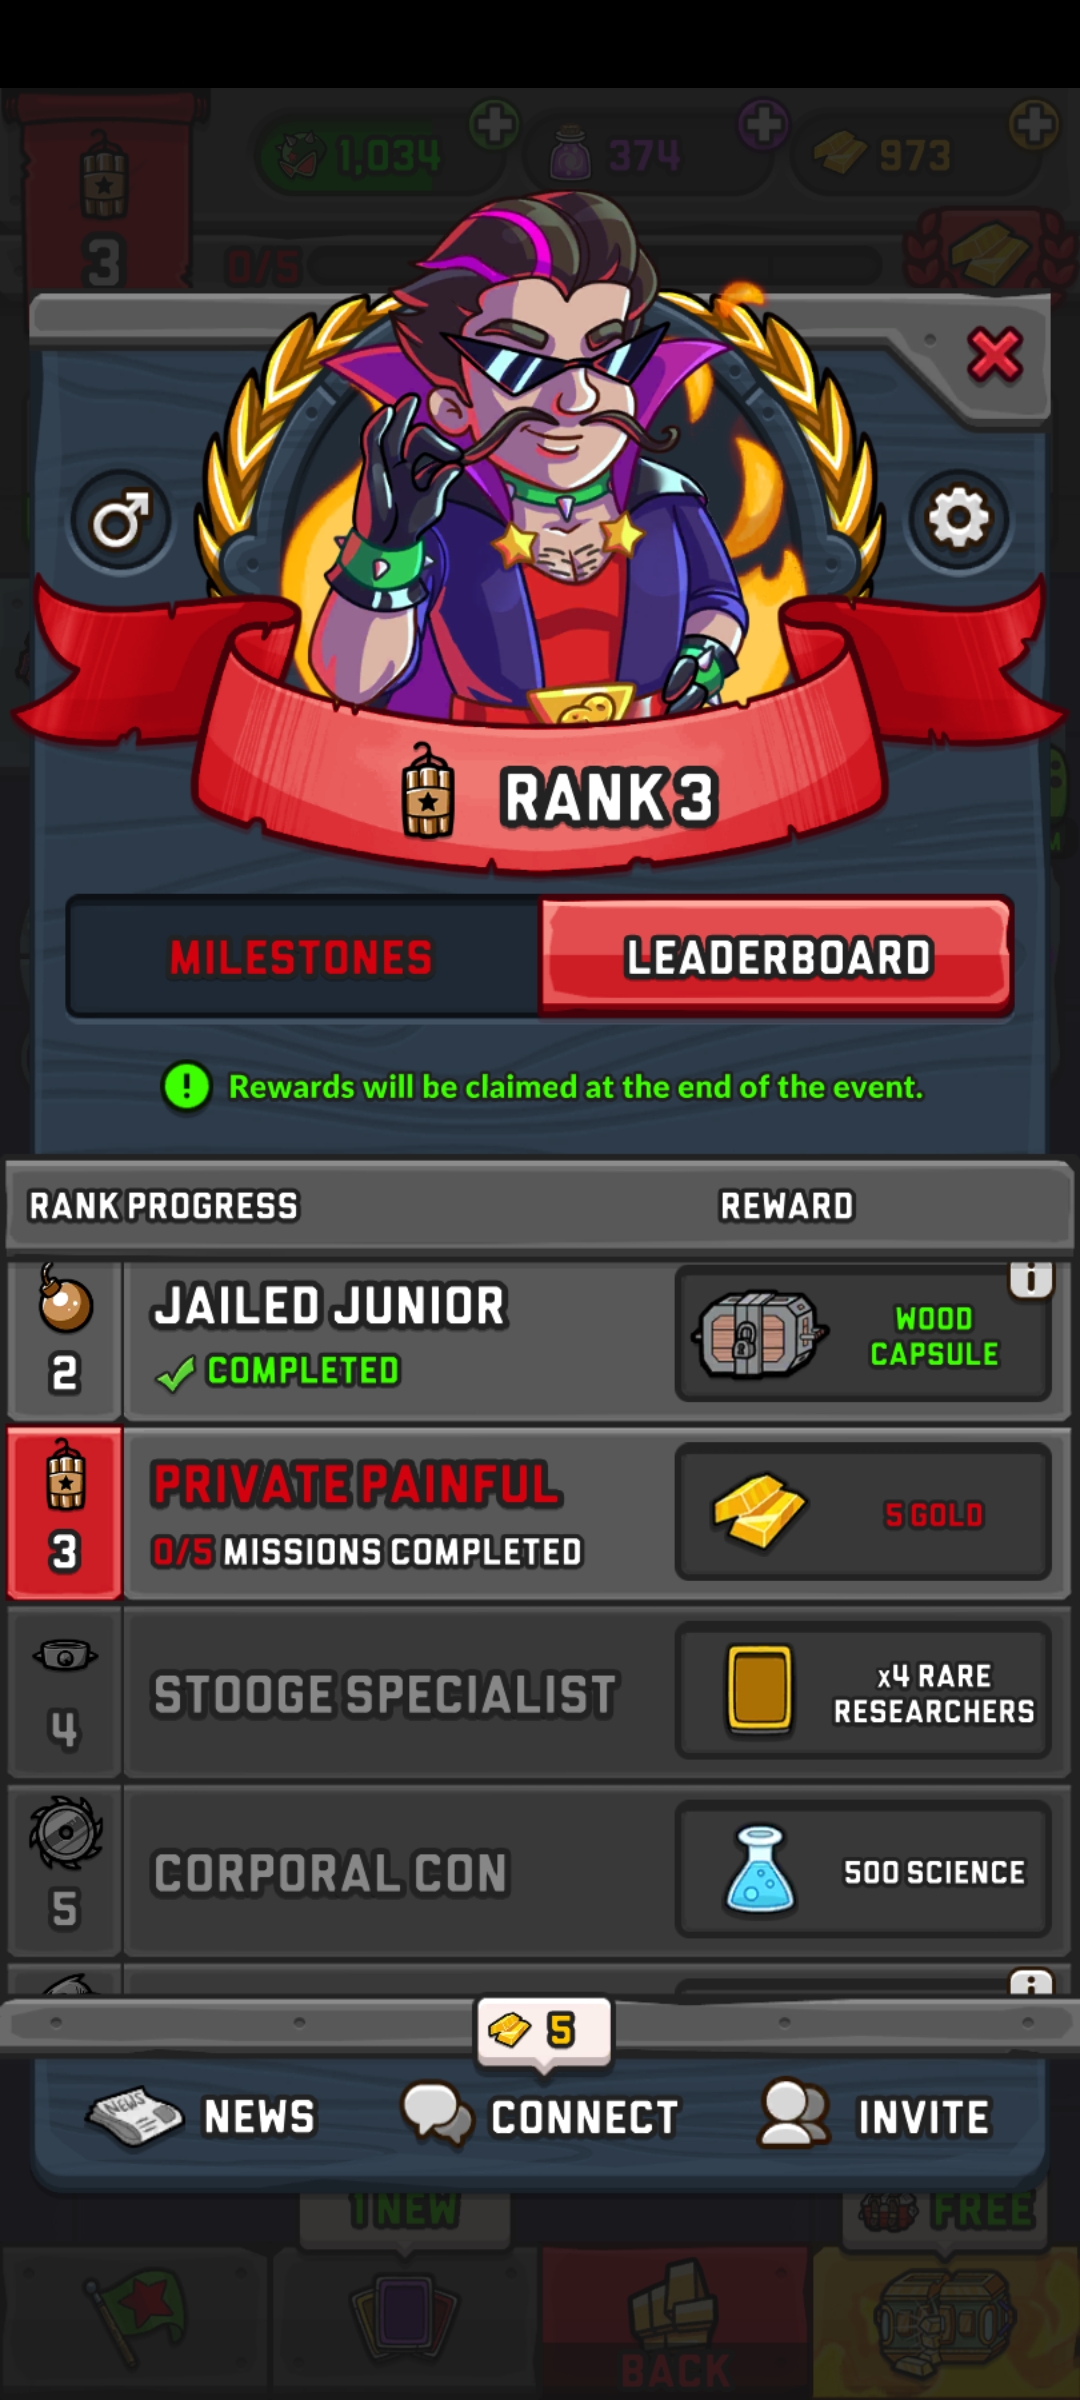 1,034
374
973
3
0/5
RANK 3
MILESTONES
LEADERBOARD
! Rewards will be claimed at the end of the event.
RANK PROGRESS
REWARD
2
JAILED JUNIOR
COMPLETED
WOOD
CAPSULE
i
3
PRIVATE PAINFUL
0/5 MISSIONS COMPLETED
5 GOLD
4
STOOGE SPECIALIST
x4 RARE
RESEARCHERS
5
CORPORAL CON
500 SCIENCE
i
5
NEWS
NEWS
CONNECT
INVITE
1 NEW
FREE
BACK